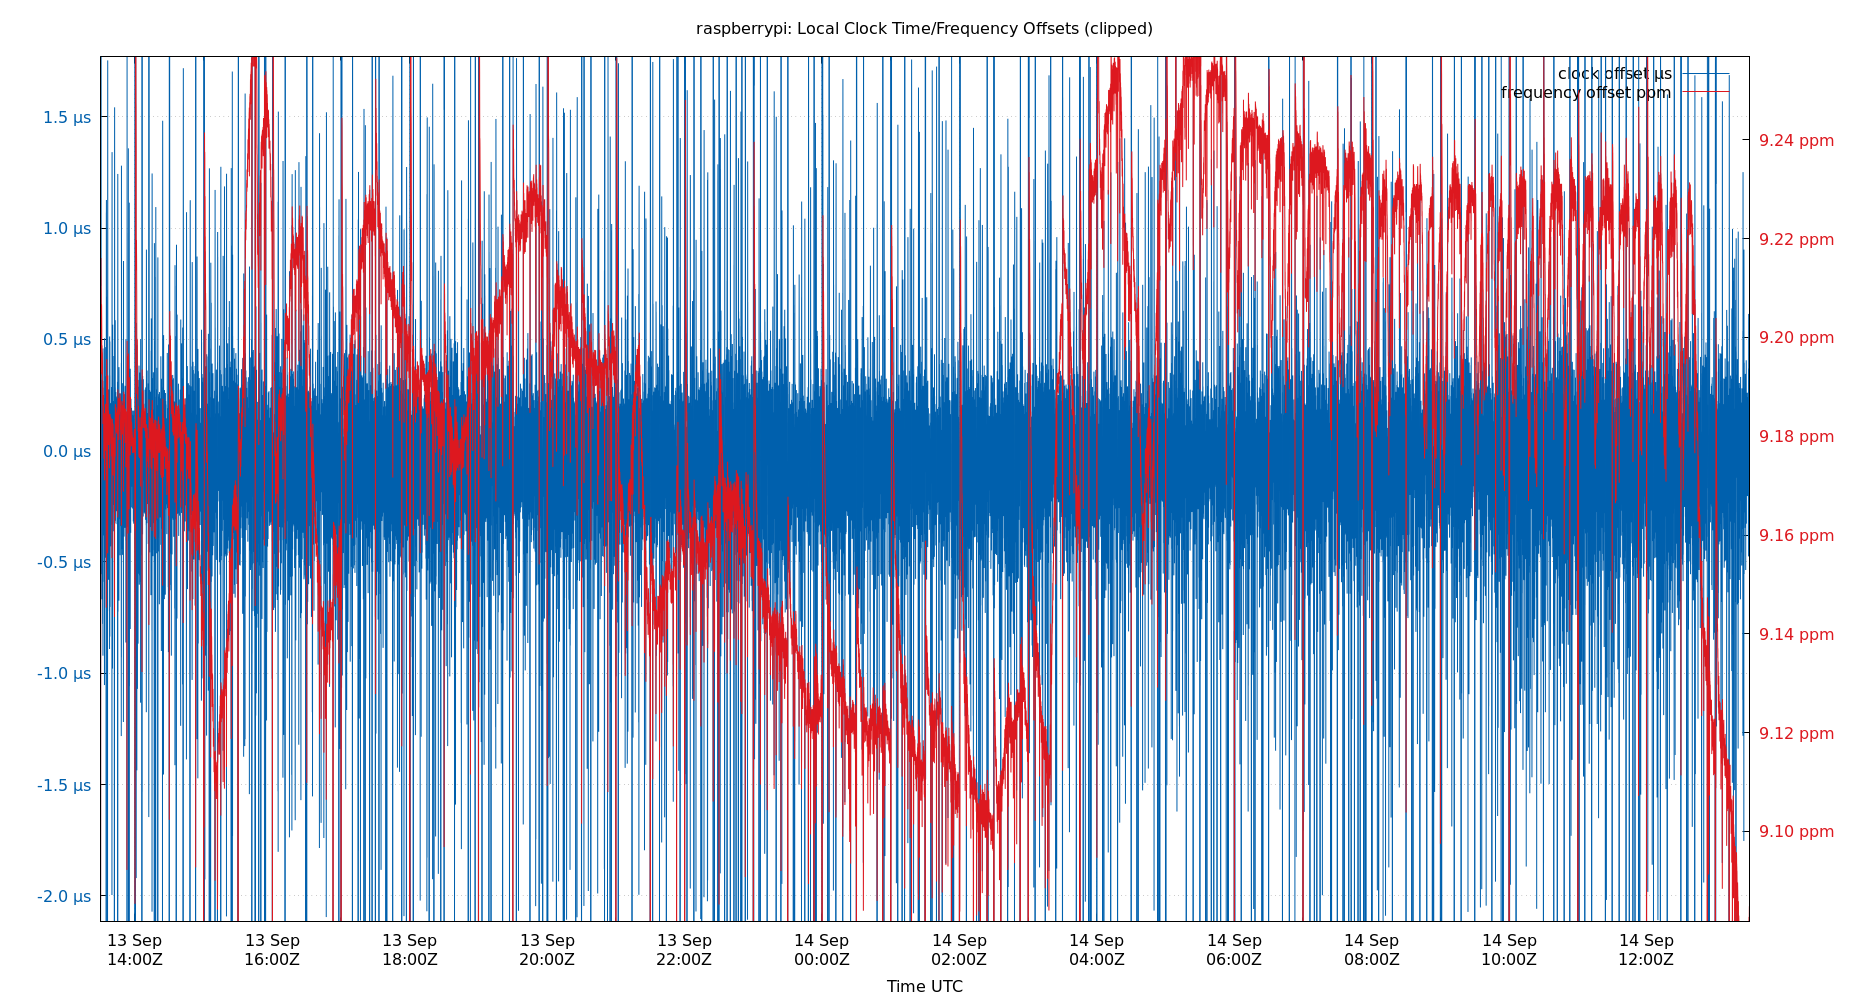 raspberrypi: Local Clock Time/Frequency Offsets (clipped)
clock offset µs
frequency offset ppm
1.5 µs
1.0 µs
0.5 µs
0.0 µs
-0.5 µs
-1.0 µs
-1.5 µs
-2.0 µs
9.24 ppm
9.22 ppm
9.20 ppm
9.18 ppm
9.16 ppm
9.14 ppm
9.12 ppm
9.10 ppm
13 Sep 13 Sep 13 Sep 13 Sep 13 Sep 14 Sep 14 Sep 14 Sep 14 Sep 14 Sep 14 Sep 14 Sep
14:00Z 16:00Z 18:00Z 20:00Z 22:00Z 00:00Z 02:00Z 04:00Z 06:00Z 08:00Z 10:00Z 12:00Z
Time UTC